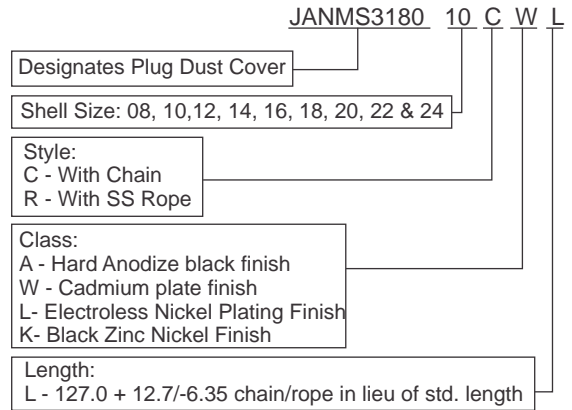 JANMS3180 10 C W L
Designates Plug Dust Cover
Shell Size: 08, 10,12, 14, 16, 18, 20, 22 & 24
Style:
C - With Chain
R - With SS Rope
Class:
A - Hard Anodize black finish
W - Cadmium plate finish
L- Electroless Nickel Plating Finish
K- Black Zinc Nickel Finish
Length:
L - 127.0 + 12.7/-6.35 chain/rope in lieu of std. length